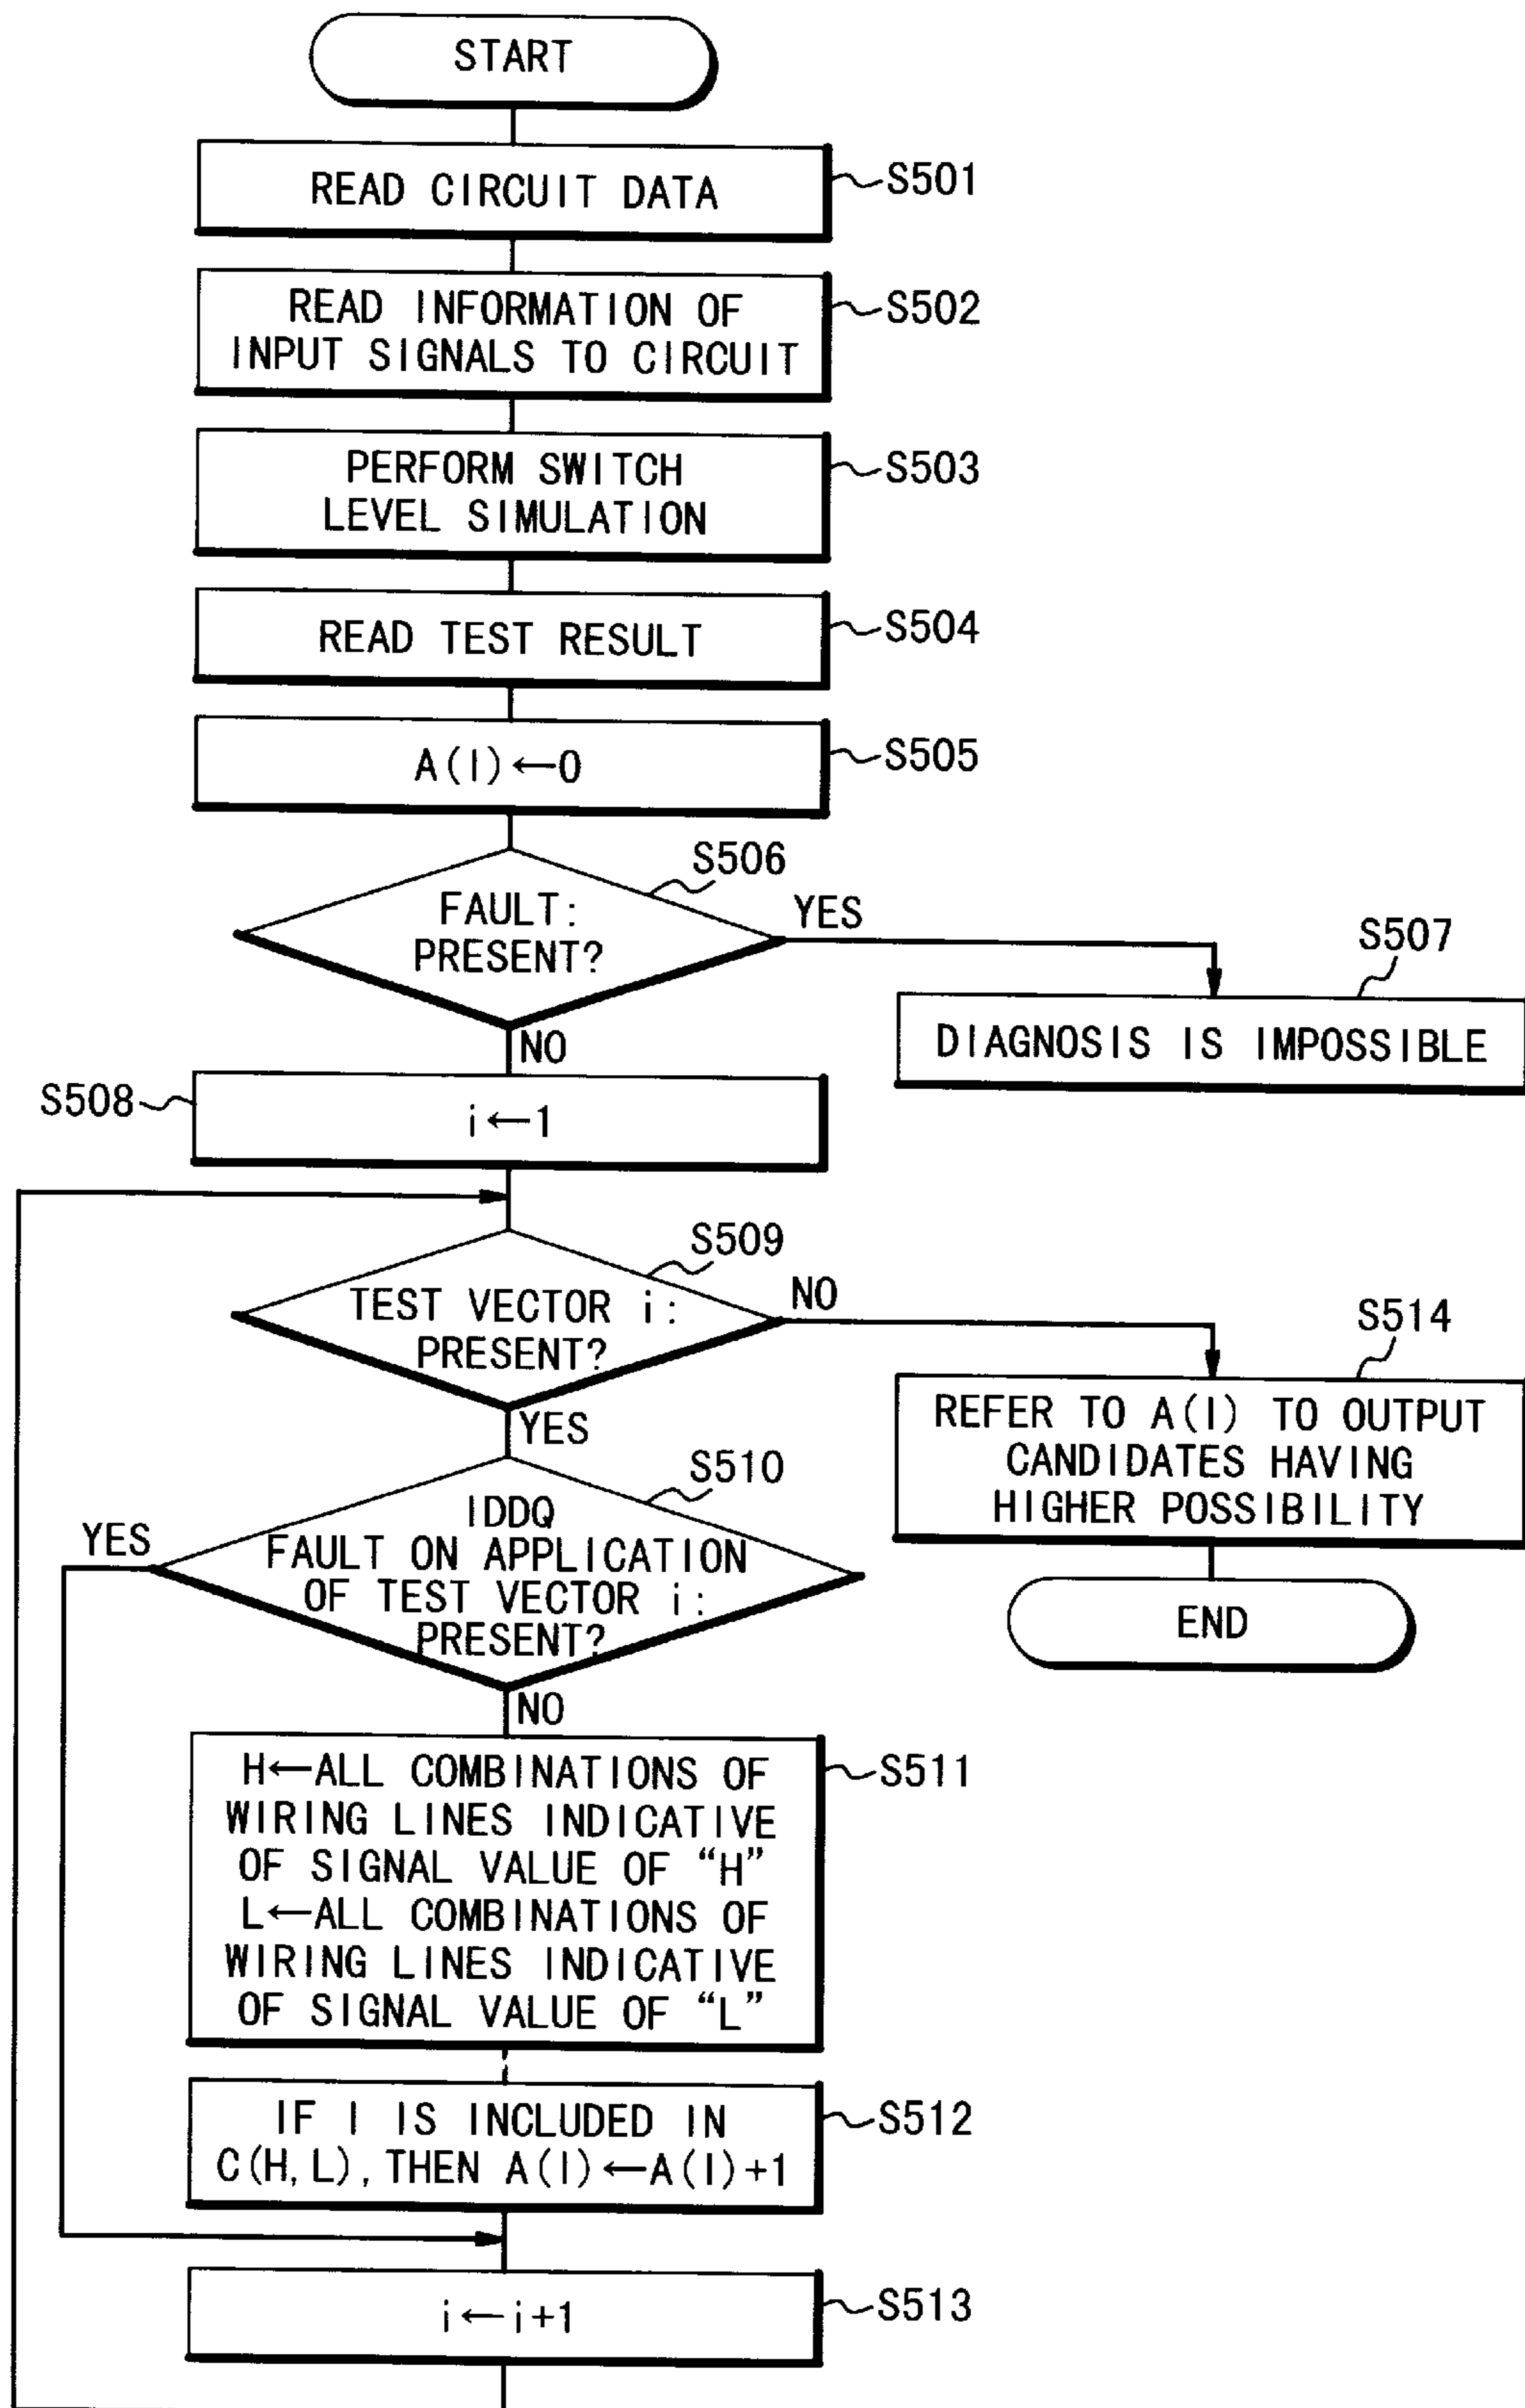 START
READ CIRCUIT DATA
S501
READ INFORMATION OF
INPUT SIGNALS TO CIRCUIT
S502
PERFORM SWITCH
LEVEL SIMULATION
S503
READ TEST RESULT
S504
A(I)←0
S505
S506
FAULT:
PRESENT?
YES
S507
DIAGNOSIS IS IMPOSSIBLE
NO
S508
i←1
S509
TEST VECTOR i:
PRESENT?
NO
S514
REFER TO A(I) TO OUTPUT
CANDIDATES HAVING
HIGHER POSSIBILITY
YES
S510
IDDQ
FAULT ON APPLICATION
OF TEST VECTOR i:
PRESENT?
YES
END
NO
H←ALL COMBINATIONS OF
WIRING LINES INDICATIVE
OF SIGNAL VALUE OF “H”
L←ALL COMBINATIONS OF
WIRING LINES INDICATIVE
OF SIGNAL VALUE OF “L”
S511
IF I IS INCLUDED IN
C(H,L), THEN A(I)←A(I)+1
S512
i←i+1
S513